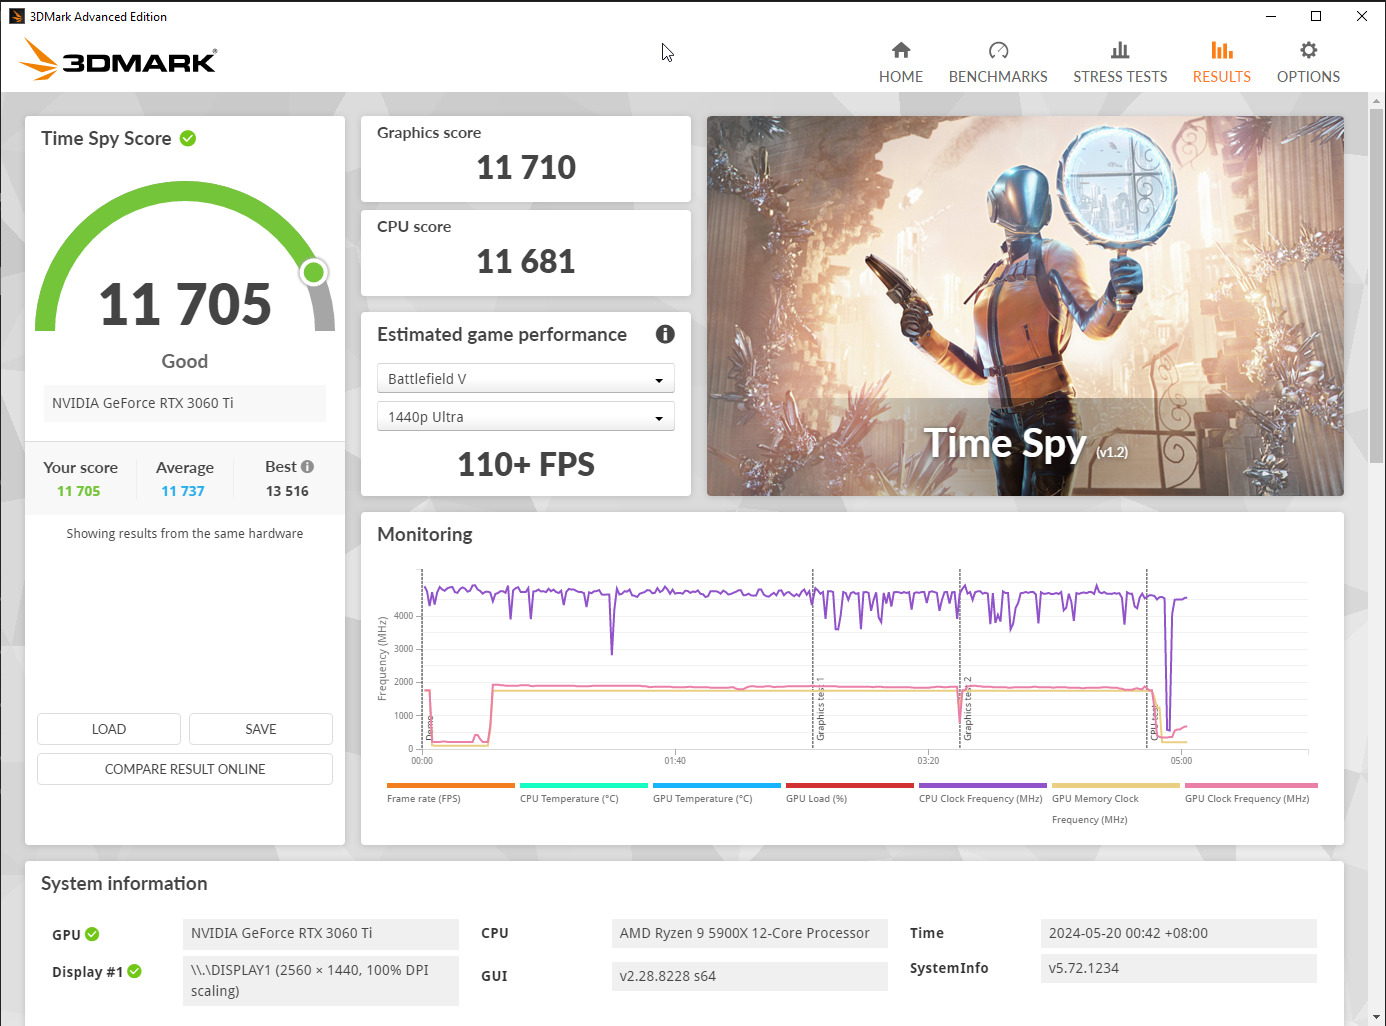 3DMark Advanced Edition
3DMARK®
HOME
BENCHMARKS
STRESS TESTS
RESULTS
OPTIONS
Time Spy Score
11 705
Good
NVIDIA GeForce RTX 3060 Ti
Your score
11 705
Average
11 737
Best
13 516
Showing results from the same hardware
LOAD
SAVE
COMPARE RESULT ONLINE
Graphics score
11 710
CPU score
11 681
Estimated game performance
Battlefield V
1440p Ultra
110+ FPS
Time Spy (v1.2)
Monitoring
Frequency (MHz)
4000
3000
2000
1000
0
Demo
Graphics test 1
Graphics test 2
CPU test
00:00
01:40
03:20
05:00
Frame rate (FPS)
CPU Temperature (°C)
GPU Temperature (°C)
GPU Load (%)
CPU Clock Frequency (MHz)
GPU Memory Clock
Frequency (MHz)
GPU Clock Frequency (MHz)
System information
GPU
NVIDIA GeForce RTX 3060 Ti
Display #1
\\.\DISPLAY1 (2560 × 1440, 100% DPI
scaling)
CPU
AMD Ryzen 9 5900X 12-Core Processor
GUI
v2.28.8228 s64
Time
2024-05-20 00:42 +08:00
SystemInfo
v5.72.1234